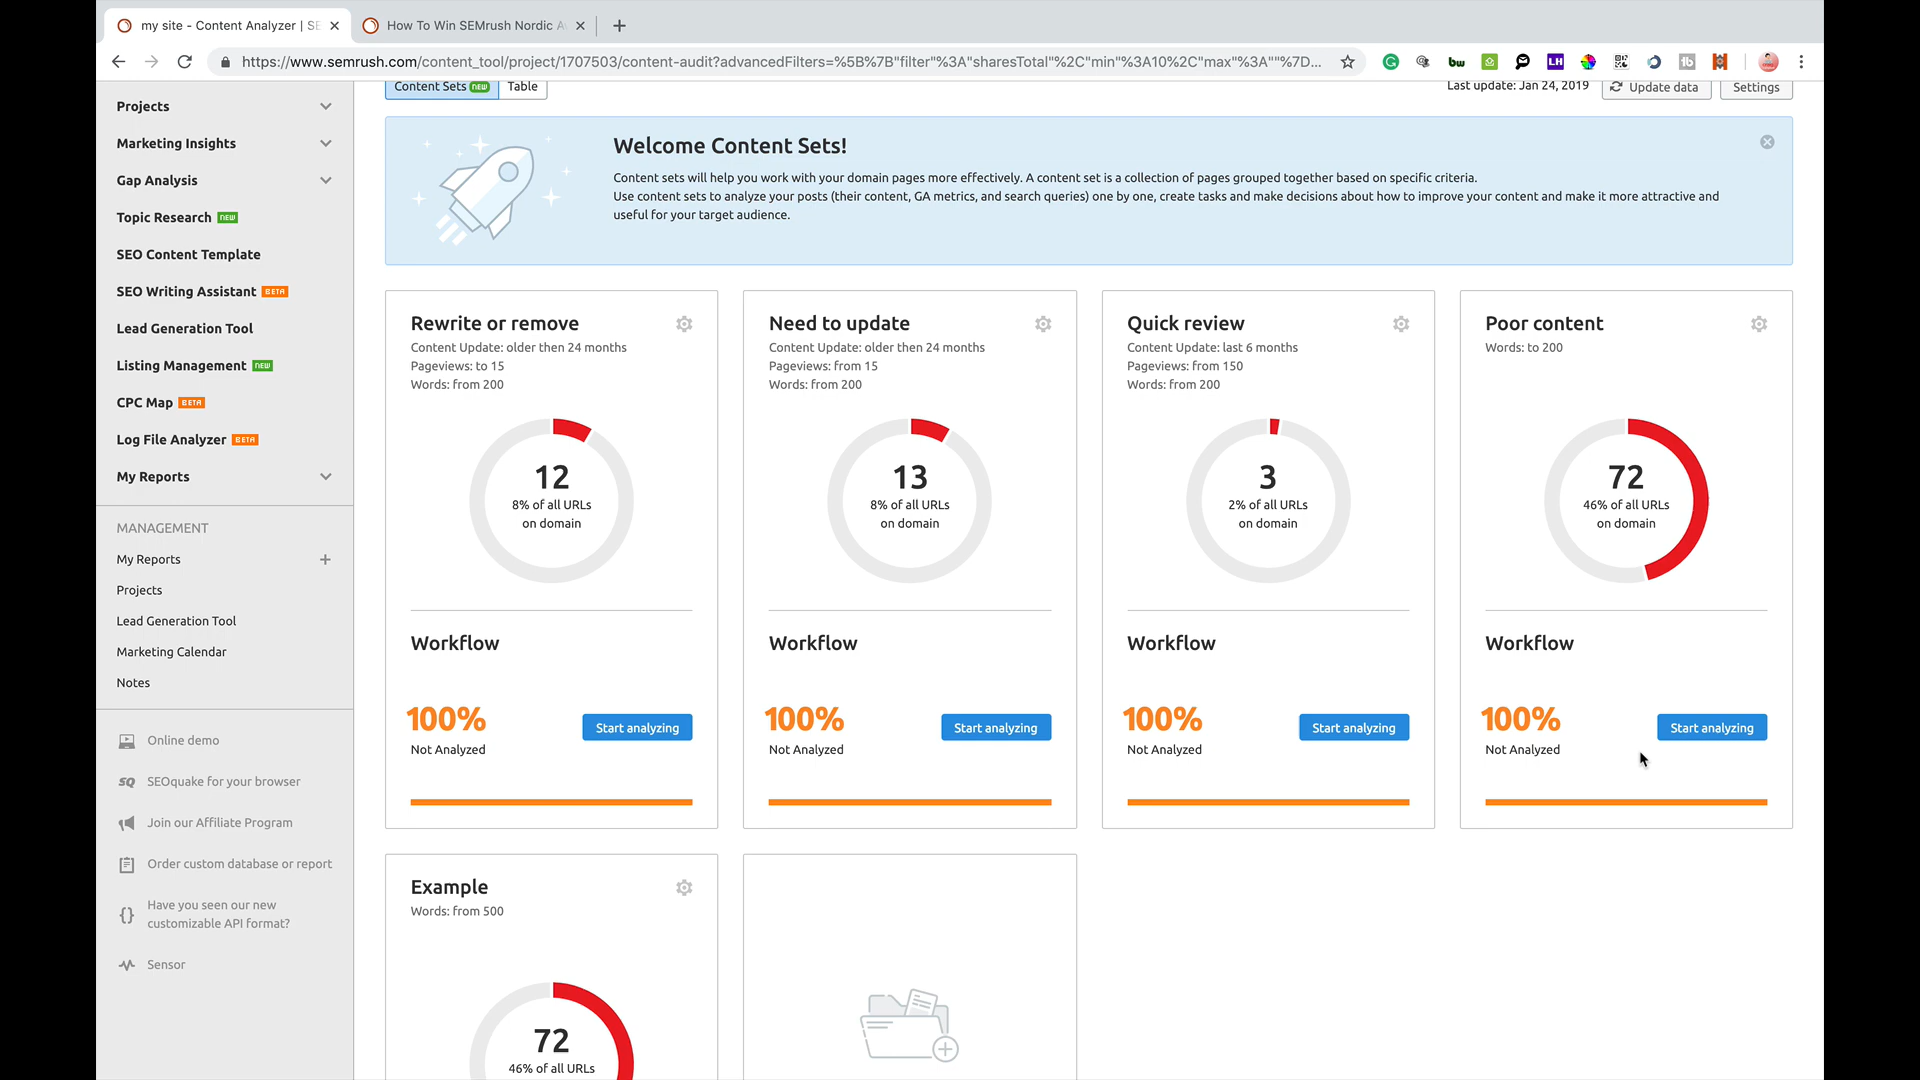 my site - Content Analyzer | SE
How To Win SEMrush Nordic A
https://www.semrush.com/content_tool/project/1707503/content-audit?advancedFilters=%5B%7B"filter"%3A"sharesTotal"%2C"min"%3A10%2C"max"%3A""%7D...
Projects
Marketing Insights
Gap Analysis
Topic Research NEW
SEO Content Template
SEO Writing Assistant BETA
Lead Generation Tool
Listing Management NEW
CPC Map BETA
Log File Analyzer BETA
My Reports
MANAGEMENT
My Reports
Projects
Lead Generation Tool
Marketing Calendar
Notes
Online demo
SQ SEOquake for your browser
Join our Affiliate Program
Order custom database or report
Have you seen our new
customizable API format?
Sensor
Content Sets NEW Table
Last update: Jan 24, 2019 Update data Settings
Welcome Content Sets!
Content sets will help you work with your domain pages more effectively. A content set is a collection of pages grouped together based on specific criteria.
Use content sets to analyze your posts (their content, GA metrics, and search queries) one by one, create tasks and make decisions about how to improve your content and make it more attractive and
useful for your target audience.
Rewrite or remove
Content Update: older then 24 months
Pageviews: to 15
Words: from 200
12
8% of all URLs
on domain
Workflow
100%
Not Analyzed
Start analyzing
Need to update
Content Update: older then 24 months
Pageviews: from 15
Words: from 200
13
8% of all URLs
on domain
Workflow
100%
Not Analyzed
Start analyzing
Quick review
Content Update: last 6 months
Pageviews: from 150
Words: from 200
3
2% of all URLs
on domain
Workflow
100%
Not Analyzed
Start analyzing
Poor content
Words: to 200
72
46% of all URLs
on domain
Workflow
100%
Not Analyzed
Start analyzing
Example
Words: from 500
72
46% of all URLs